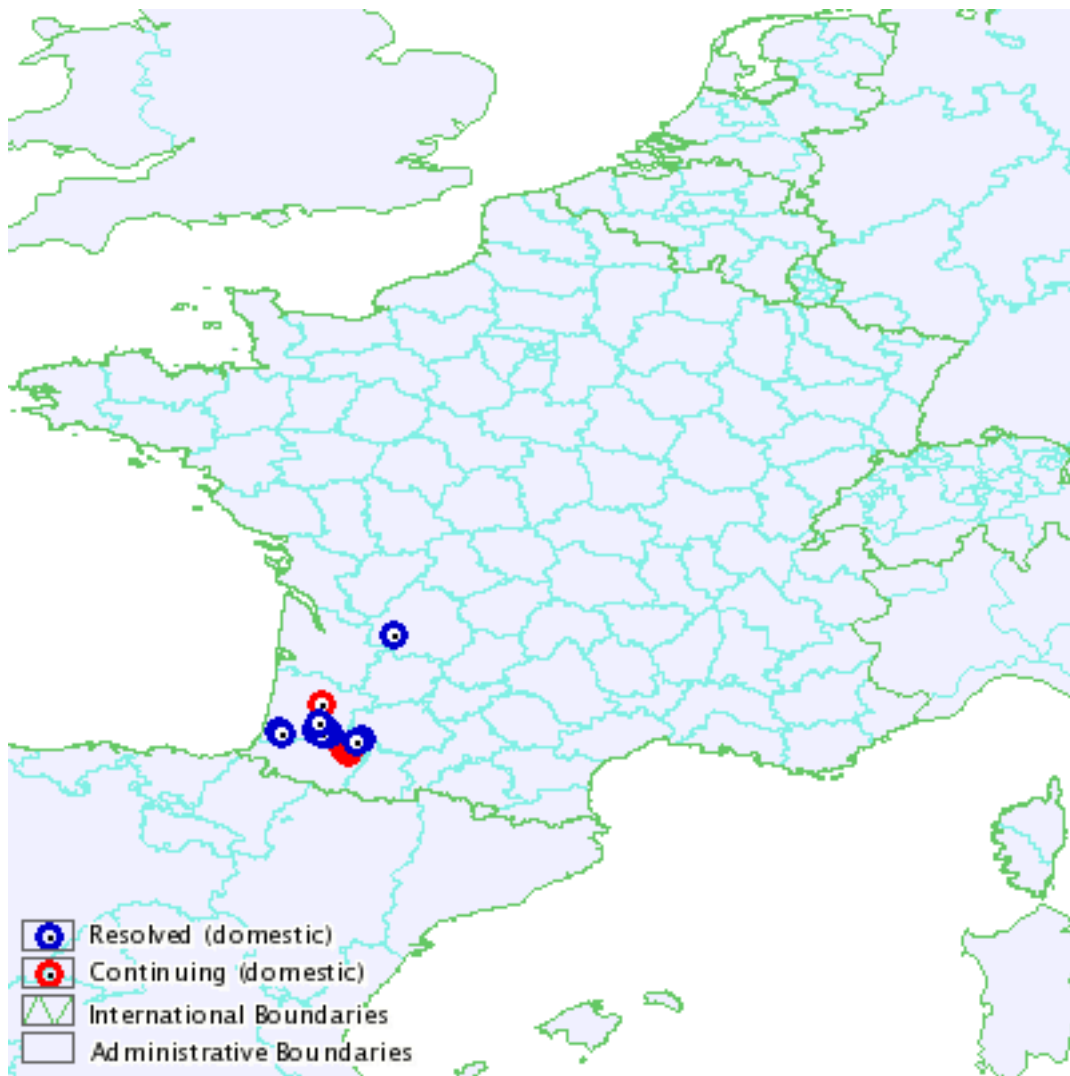 Resolved (domestic)
Continuing (domestic)
International Boundaries
Administrative Boundaries